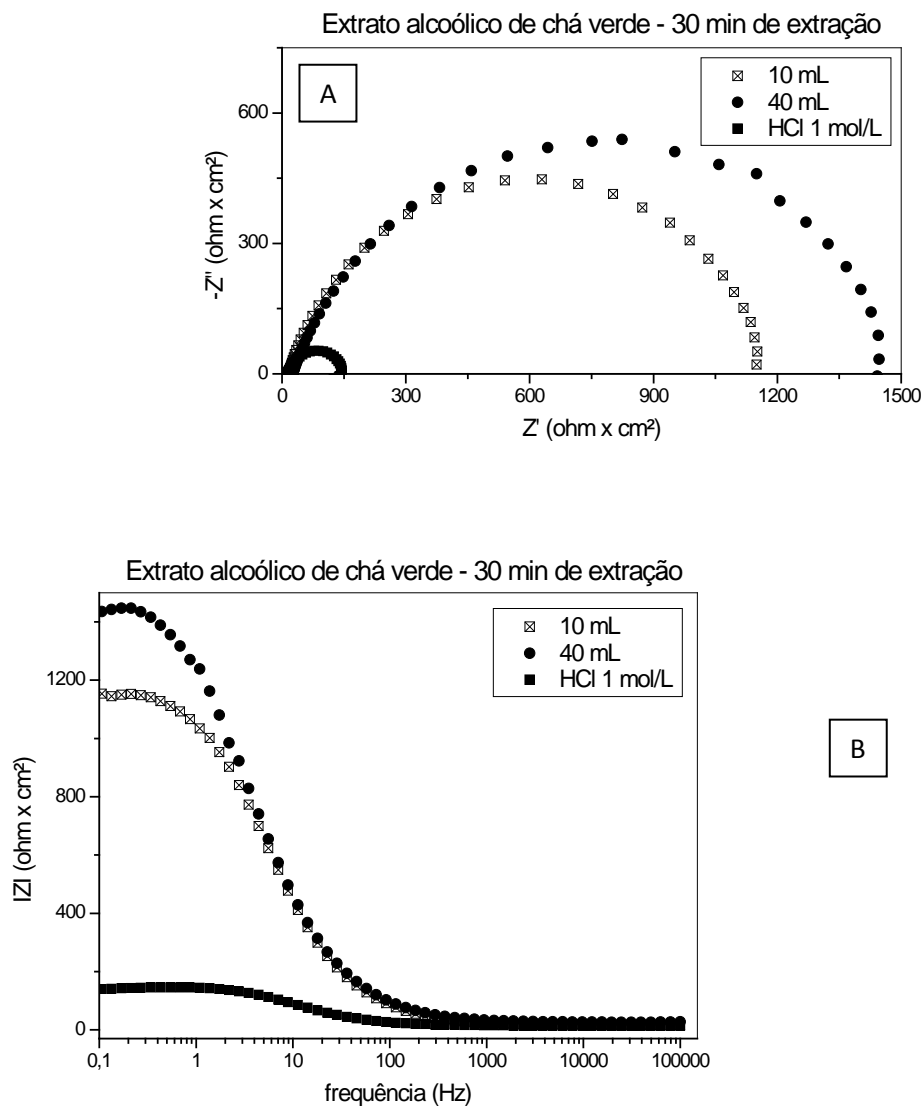 Extrato alcoólico de chá verde - 30 min de extração
A
10 mL
40 mL
HCl 1 mol/L
600
300
0
-Z'' (ohm x cm²)
0 300 600 900 1200 1500
Z' (ohm x cm²)
Extrato alcoólico de chá verde - 30 min de extração
10 mL
40 mL
HCl 1 mol/L
B
1200
800
400
0
IZI (ohm x cm²)
0,1 1 10 100 1000 10000 100000
frequência (Hz)